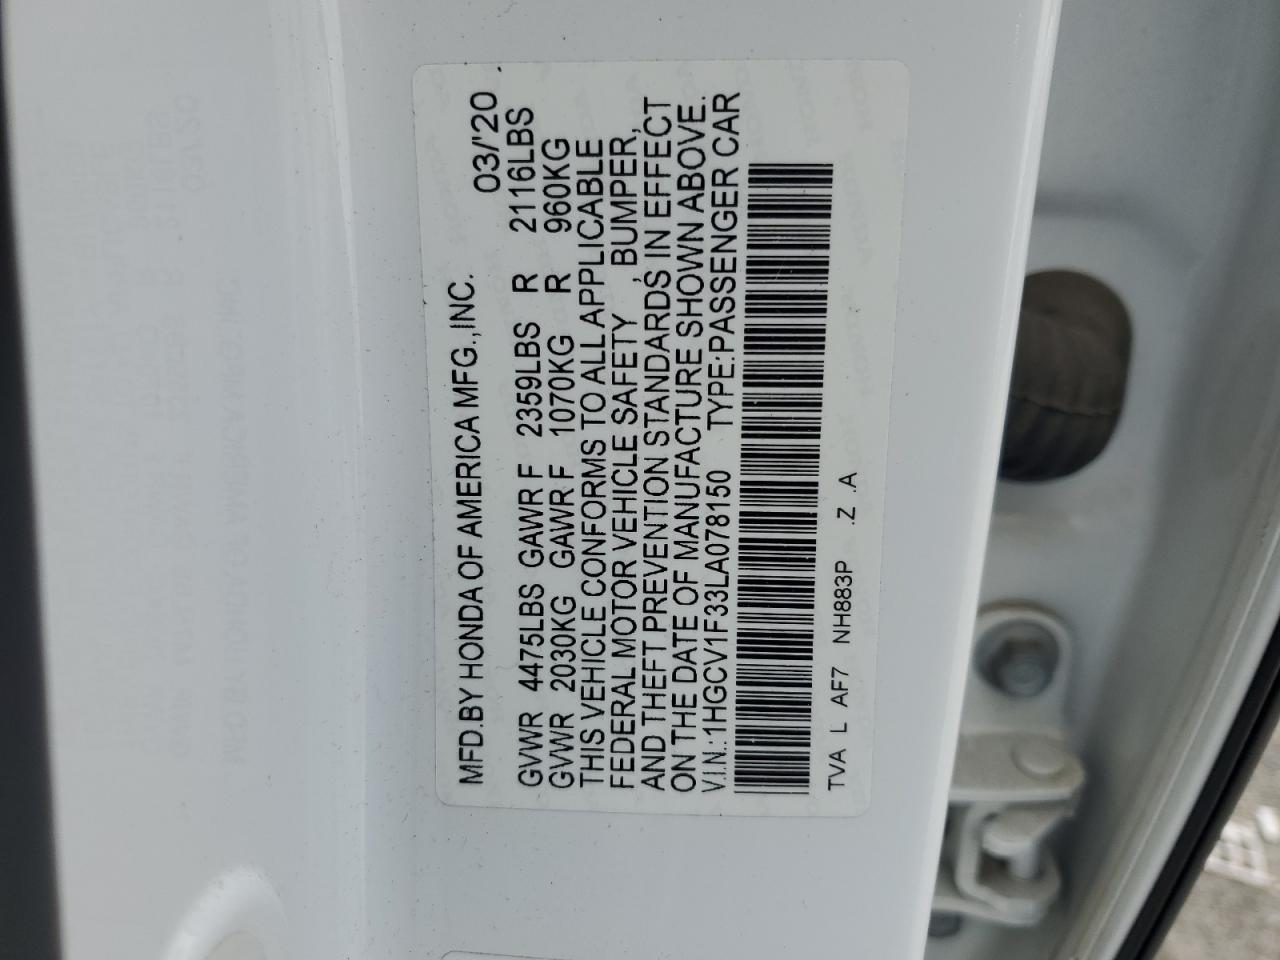 MFD.BY HONDA OF AMERICA MFG.,INC. 03/'20
GVWR 4475LBS GAWR F 2359LBS R 2116LBS
GVWR 2030KG GAWR F 1070KG R 960KG
THIS VEHICLE CONFORMS TO ALL APPLICABLE
FEDERAL MOTOR VEHICLE SAFETY, BUMPER,
AND THEFT PREVENTION STANDARDS IN EFFECT
ON THE DATE OF MANUFACTURE SHOWN ABOVE.
V.I.N.:1HGCV1F33LA078150 TYPE:PASSENGER CAR
TVA L AF7 NH883P .Z .A